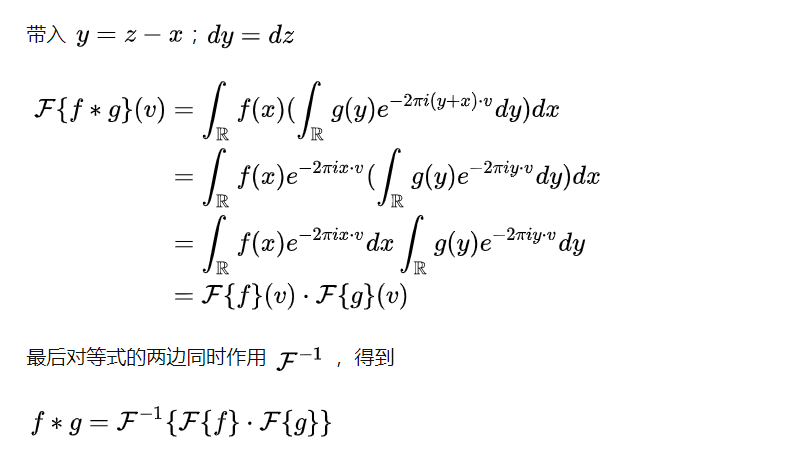 带入 y = z − x ; dy = dz
ℱ{f ∗ g}(v) = ∫_ℝ f(x)(∫_ℝ g(y)e^{−2πi(y+x)·v}dy)dx
= ∫_ℝ f(x)e^{−2πix·v}(∫_ℝ g(y)e^{−2πiy·v}dy)dx
= ∫_ℝ f(x)e^{−2πix·v}dx ∫_ℝ g(y)e^{−2πiy·v}dy
= ℱ{f}(v) · ℱ{g}(v)
最后对等式的两边同时作用 ℱ^{−1} ，得到
f ∗ g = ℱ^{−1}{ℱ{f} · ℱ{g}}